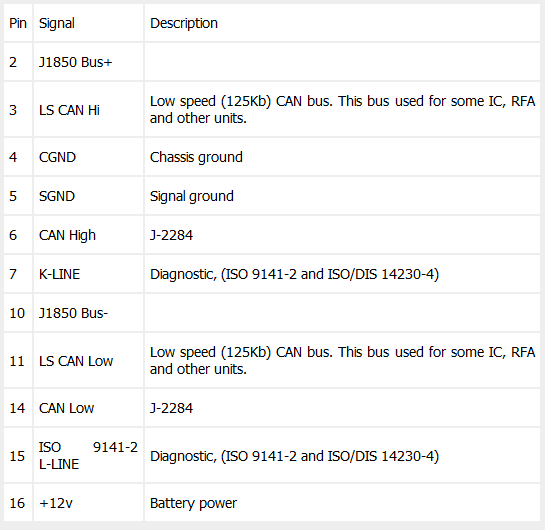 Pin Signal Description
2 J1850 Bus+
3 LS CAN Hi Low speed (125Kb) CAN bus. This bus used for some IC, RFA
and other units.
4 CGND Chassis ground
5 SGND Signal ground
6 CAN High J-2284
7 K-LINE Diagnostic, (ISO 9141-2 and ISO/DIS 14230-4)
10 J1850 Bus-
11 LS CAN Low Low speed (125Kb) CAN bus. This bus used for some IC, RFA
and other units.
14 CAN Low J-2284
15 ISO 9141-2
L-LINE Diagnostic, (ISO 9141-2 and ISO/DIS 14230-4)
16 +12v Battery power